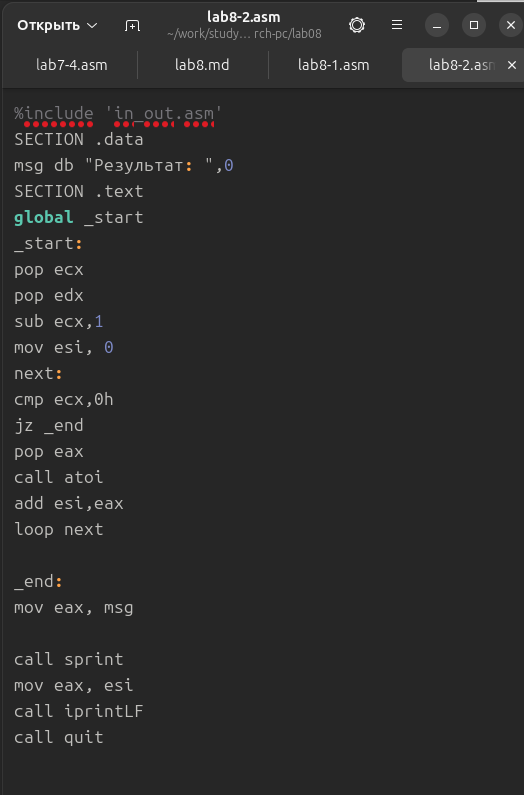 Открыть
lab8-2.asm
~/work/study… rch-pc/lab08
lab7-4.asm
lab8.md
lab8-1.asm
lab8-2.asm
%include 'in_out.asm'
SECTION .data
msg db "Результат: ",0
SECTION .text
global _start
_start:
pop ecx
pop edx
sub ecx,1
mov esi, 0
next:
cmp ecx,0h
jz _end
pop eax
call atoi
add esi,eax
loop next
_end:
mov eax, msg
call sprint
mov eax, esi
call iprintLF
call quit